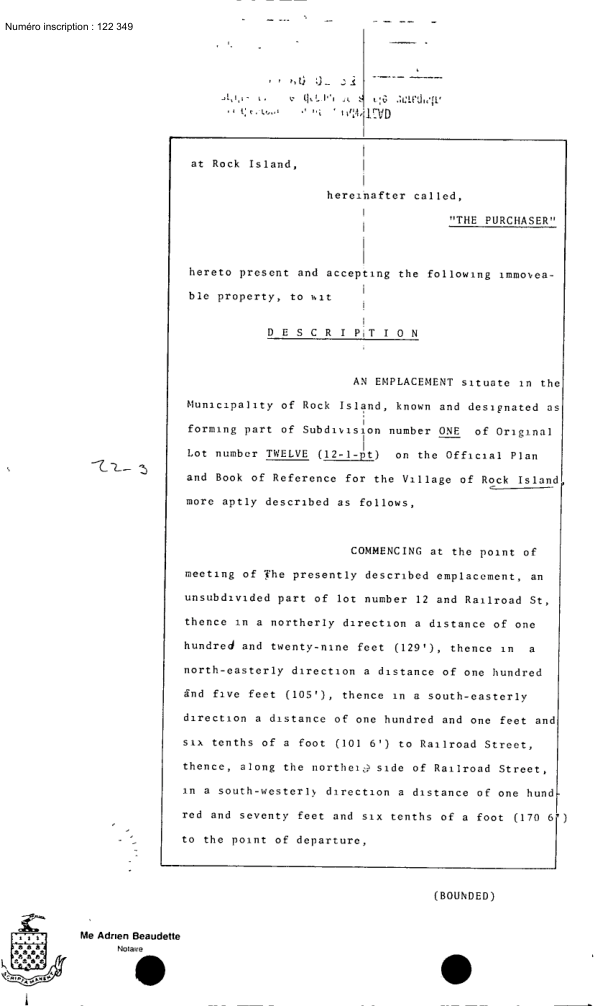 Numéro inscription : 122 349
at Rock Island,
hereinafter called,
"THE PURCHASER"
hereto present and accepting the following immovea-
ble property, to wit
D E S C R I P T I O N
AN EMPLACEMENT situate in the
Municipality of Rock Island, known and designated as
forming part of Subdivision number ONE of Original
Lot number TWELVE (12-1-pt) on the Official Plan
22-3
and Book of Reference for the Village of Rock Island,
more aptly described as follows,
COMMENCING at the point of
meeting of The presently described emplacement, an
unsubdivided part of lot number 12 and Railroad St,
thence in a northerly direction a distance of one
hundred and twenty-nine feet (129'), thence in a
north-easterly direction a distance of one hundred
and five feet (105'), thence in a south-easterly
direction a distance of one hundred and one feet and
six tenths of a foot (101 6') to Railroad Street,
thence, along the northern side of Railroad Street,
in a south-westerly direction a distance of one hund-
red and seventy feet and six tenths of a foot (170 6')
to the point of departure,
(BOUNDED)
Me Adrien Beaudette
Notaire
SCRIPTA MANENT